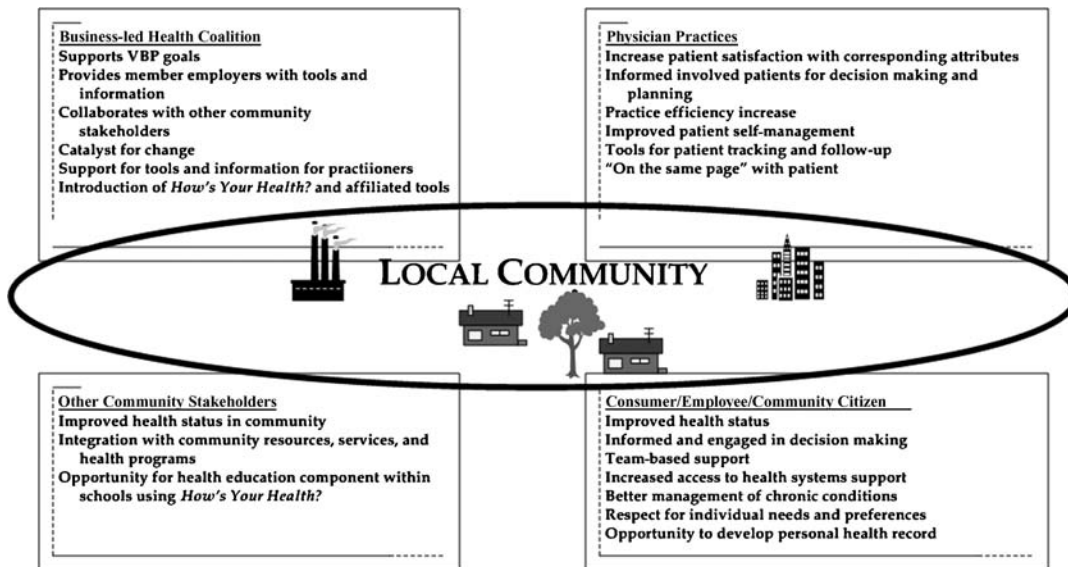 Business-led Health Coalition
Supports VBP goals
Provides member employers with tools and
information
Collaborates with other community
stakeholders
Catalyst for change
Support for tools and information for practiioners
Introduction of How's Your Health? and affiliated tools
Physician Practices
Increase patient satisfaction with corresponding attributes
Informed involved patients for decision making and
planning
Practice efficiency increase
Improved patient self-management
Tools for patient tracking and follow-up
“On the same page” with patient
LOCAL COMMUNITY
Other Community Stakeholders
Improved health status in community
Integration with community resources, services, and
health programs
Opportunity for health education component within
schools using How's Your Health?
Consumer/Employee/Community Citizen
Improved health status
Informed and engaged in decision making
Team-based support
Increased access to health systems support
Better management of chronic conditions
Respect for individual needs and preferences
Opportunity to develop personal health record